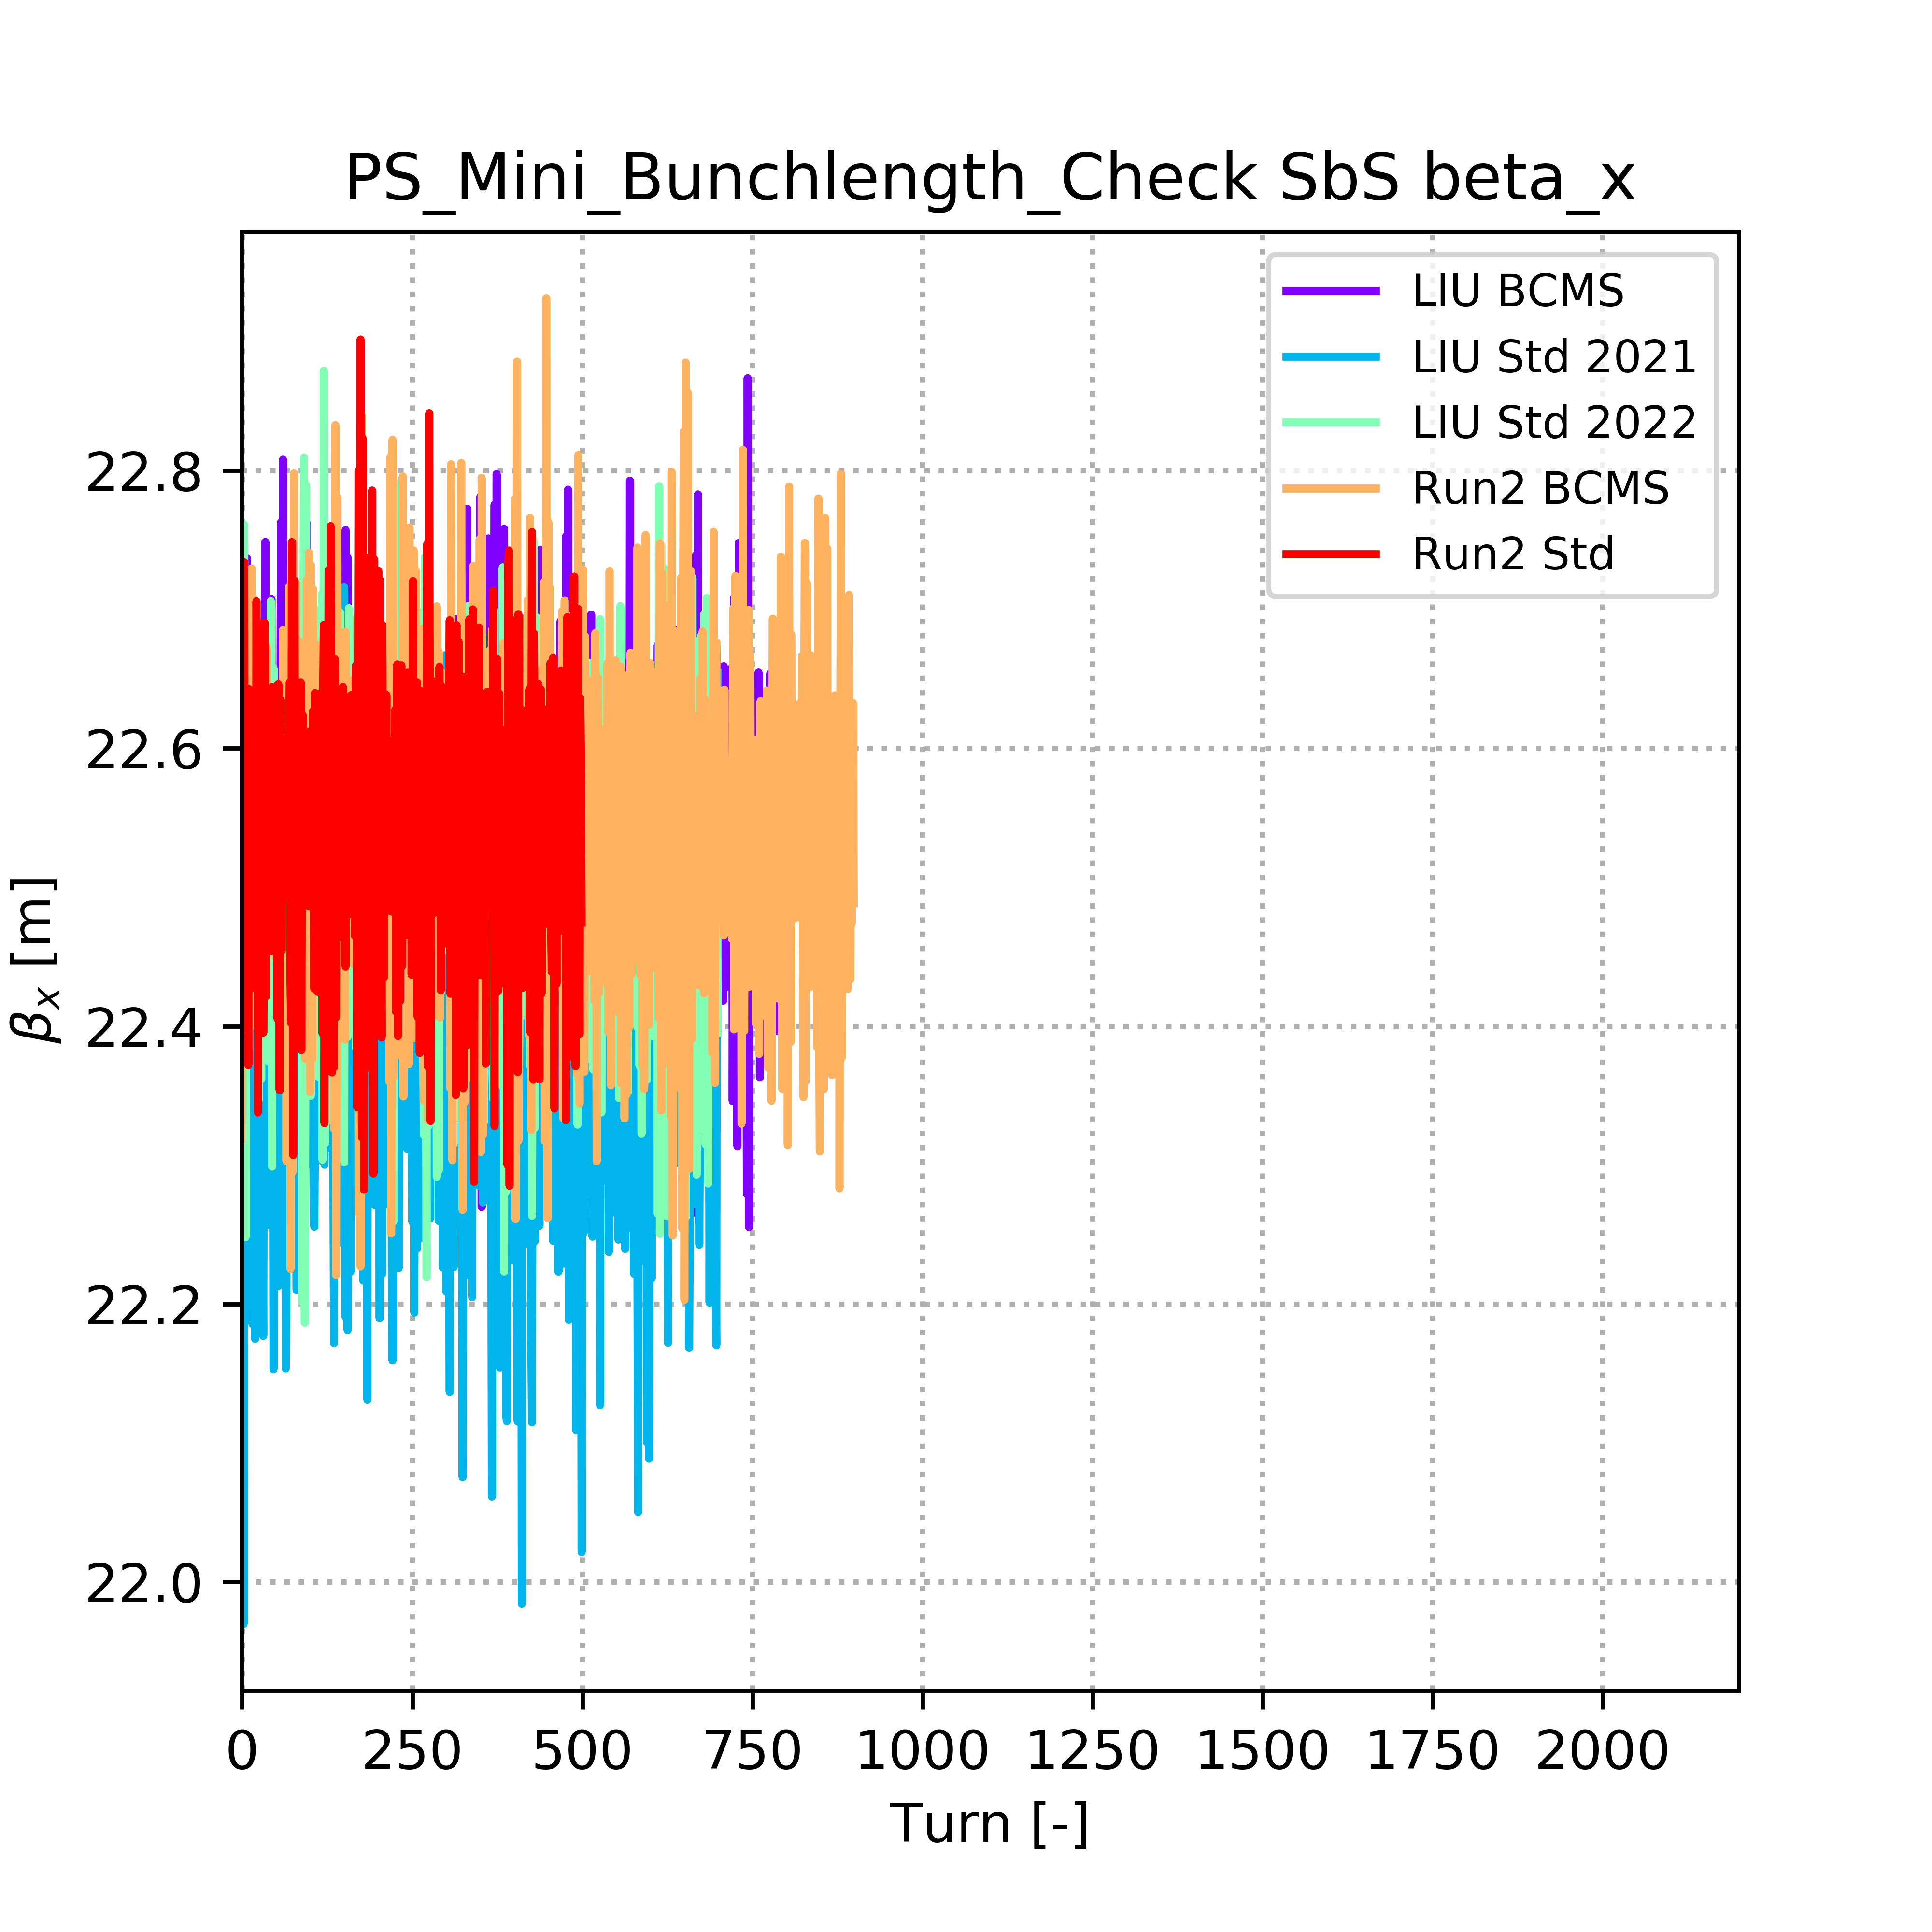 PS_Mini_Bunchlength_Check SbS beta_x
LIU BCMS
LIU Std 2021
LIU Std 2022
Run2 BCMS
Run2 Std
22.8
22.6
22.4
22.2
22.0
βx [m]
0 250 500 750 1000 1250 1500 1750 2000
Turn [-]